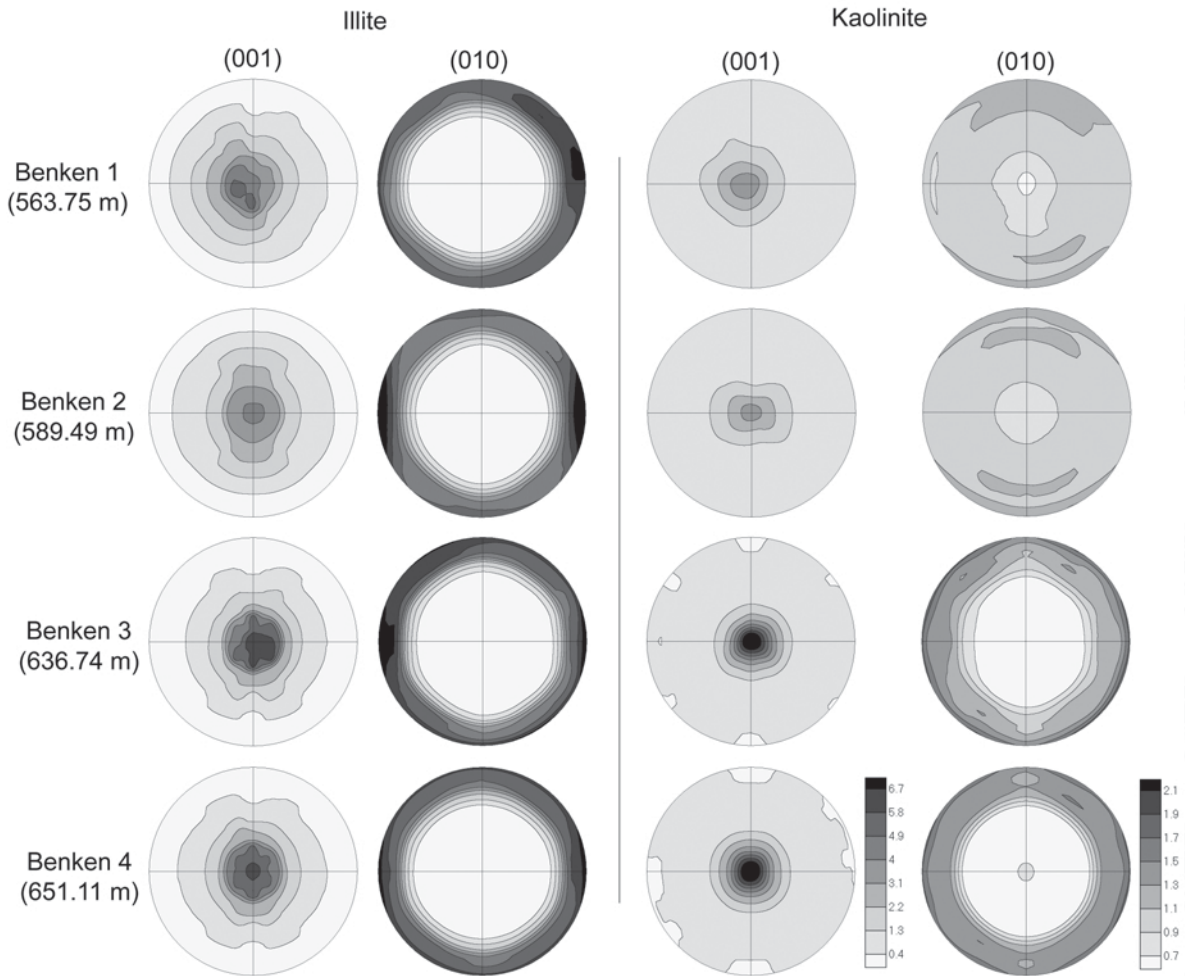 Illite
Kaolinite
(001)
(010)
(001)
(010)
Benken 1
(563.75 m)
Benken 2
(589.49 m)
Benken 3
(636.74 m)
Benken 4
(651.11 m)
6.7
5.8
4.9
4
3.1
2.2
1.3
0.4
2.1
1.9
1.7
1.5
1.3
1.1
0.9
0.7